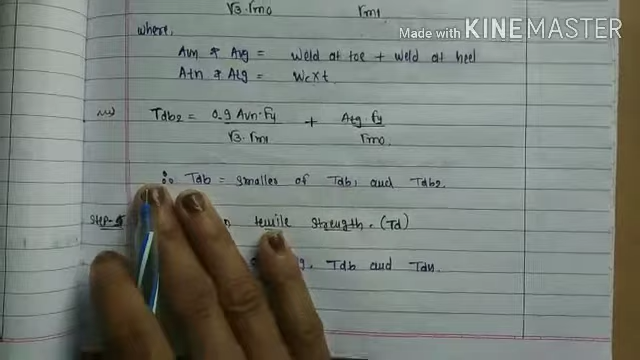 √3. γm0 γm1
Made with KINEMASTER
where,
Avn & Avg = weld at toe + weld at heel
Atn & Atg = Wc x t
Tdb2 = 0.9 Avn. Fy / √3. γm1 + Atg. Fy / γm0
∴ Tdb = smaller of Tdb1 and Tdb2.
Step- tensile strength. (Td)
Tdb and Tdn.